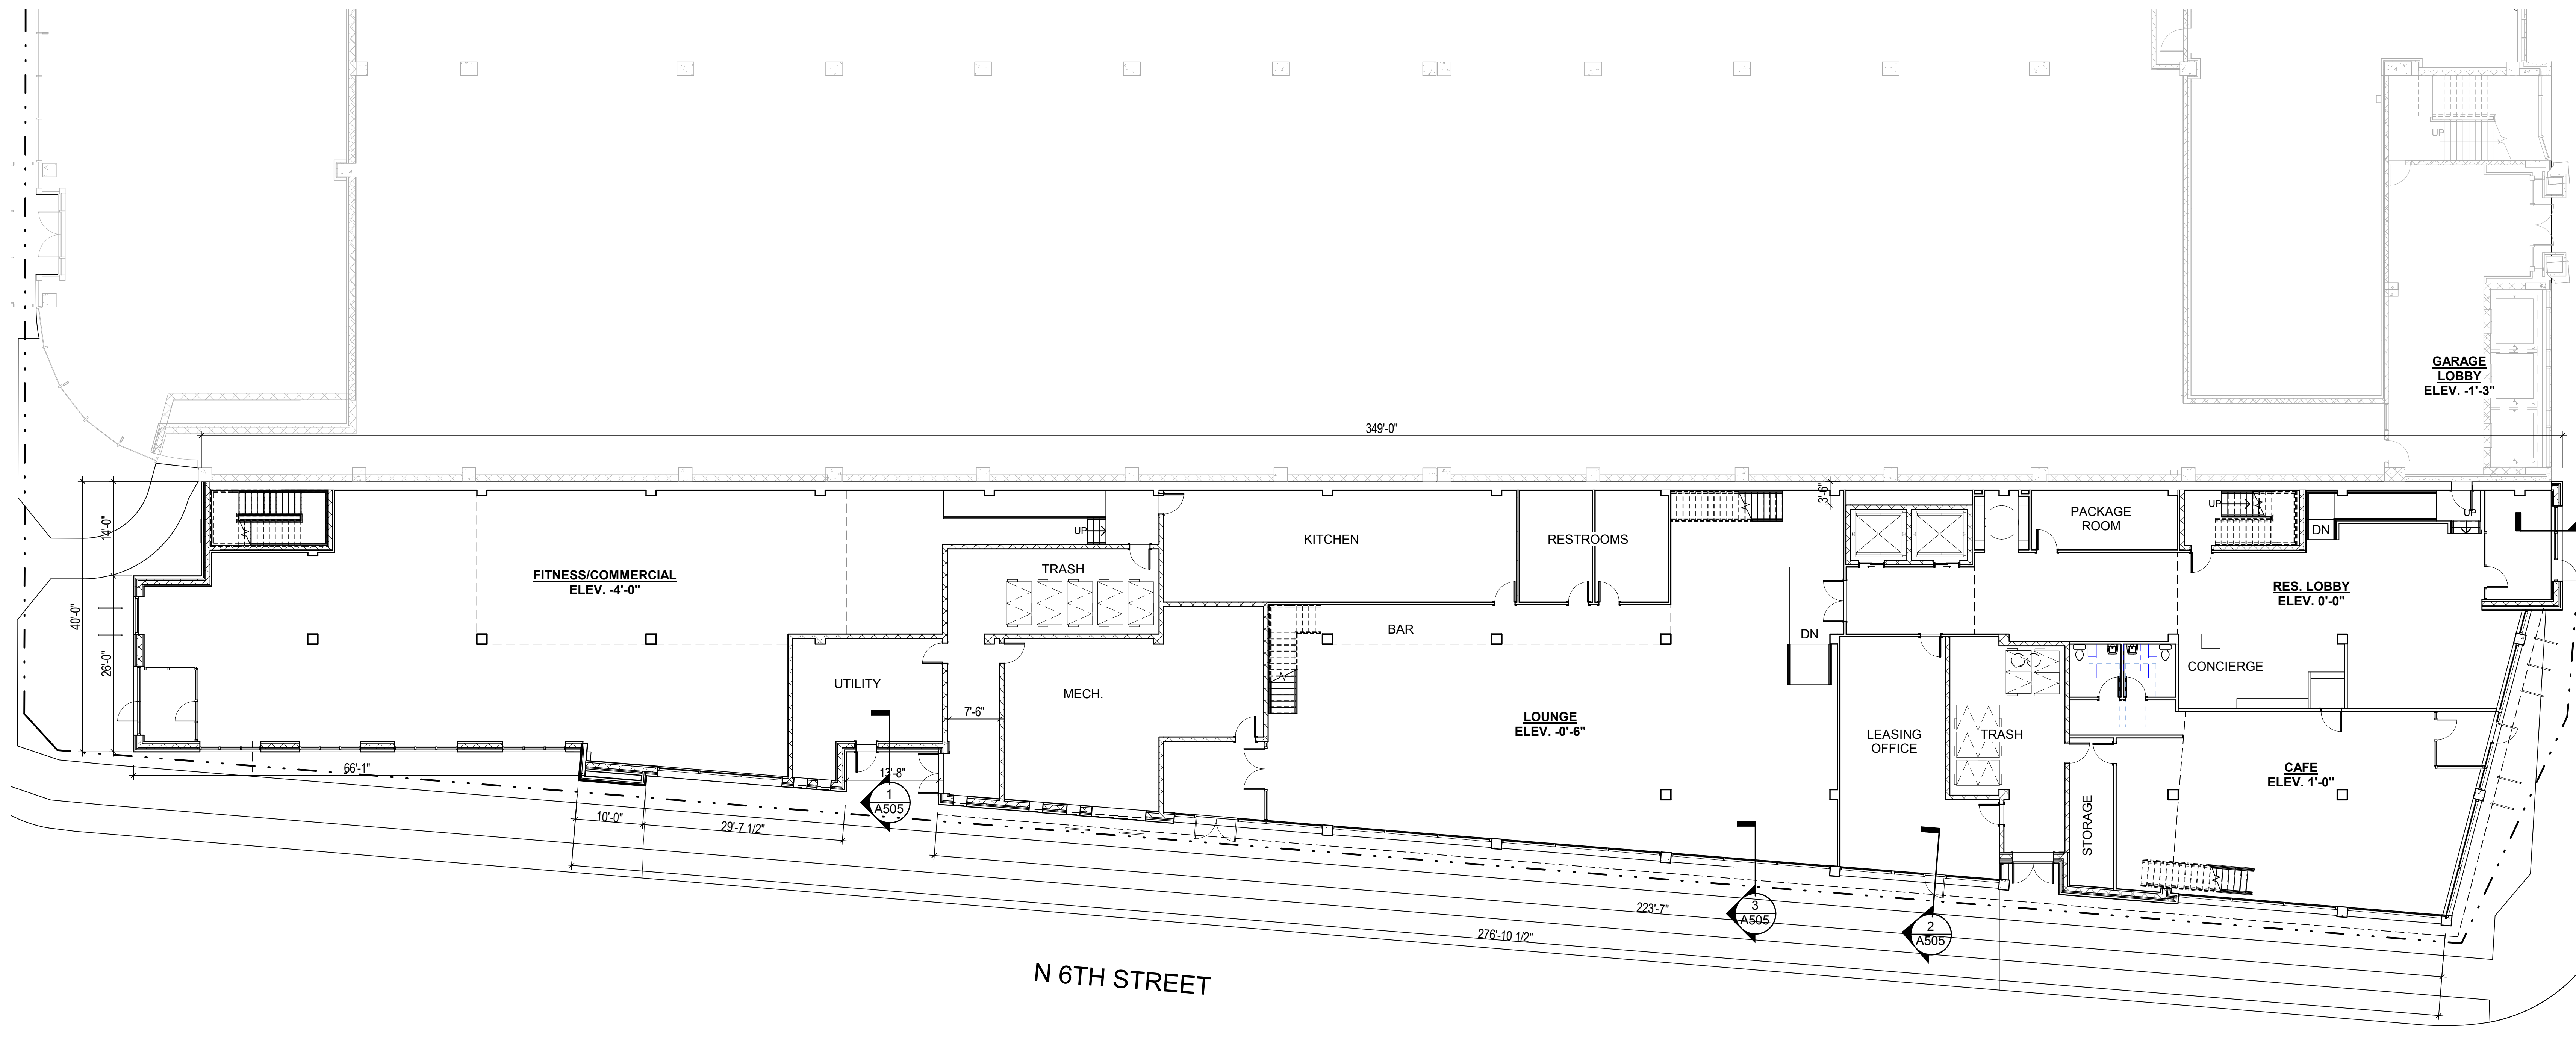 UP
GARAGE
LOBBY
ELEV. -1'-3"
349'-0"
3'-6"
14'-0"
40'-0"
26'-0"
UP
UP
UP
DN
PACKAGE
ROOM
KITCHEN
RESTROOMS
TRASH
FITNESS/COMMERCIAL
ELEV. -4'-0"
RES. LOBBY
ELEV. 0'-0"
BAR
DN
CONCIERGE
UTILITY
MECH.
7'-6"
LOUNGE
ELEV. -0'-6"
LEASING
OFFICE
TRASH
CAFE
ELEV. 1'-0"
STORAGE
66'-1"
13'-8"
1
A505
10'-0"
29'-7 1/2"
3
A505
2
A505
223'-7"
276'-10 1/2"
N 6TH STREET